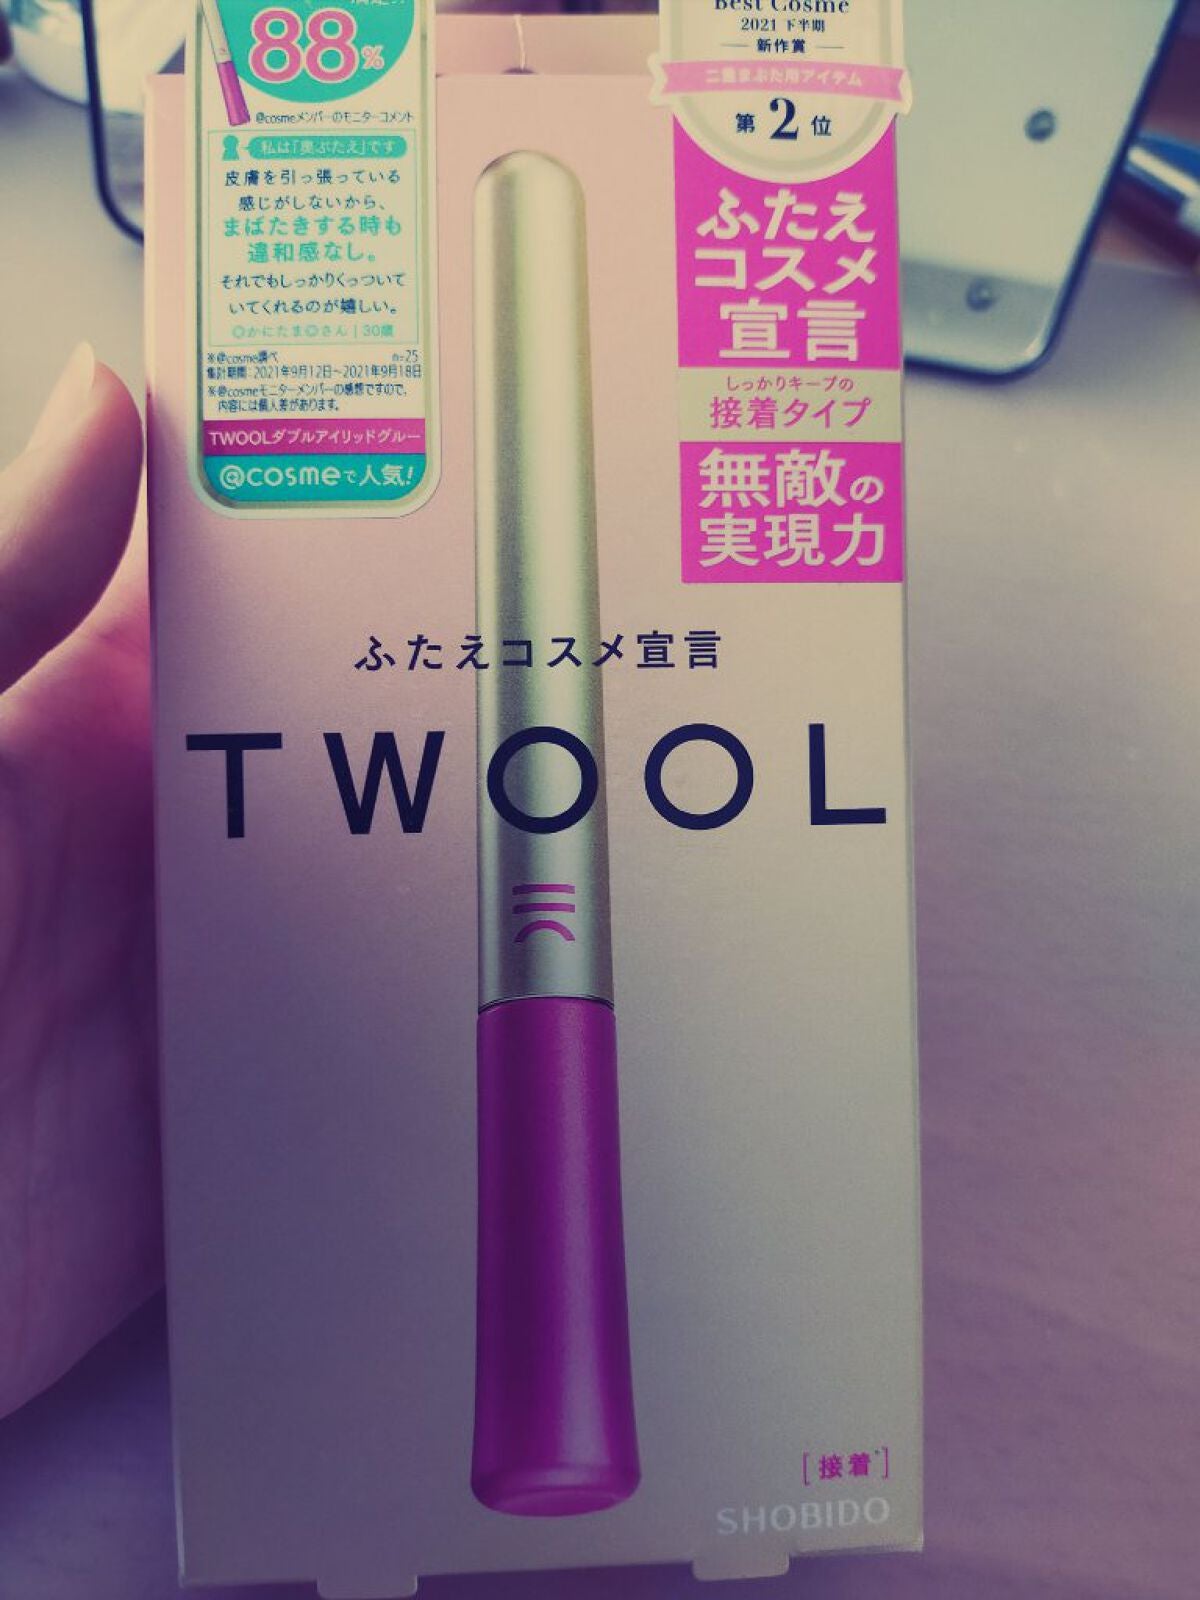 88%
@cosmeメンバーのモニターコメント
私は「奥ぶたえ」です
皮膚を引っ張っている
感じがしないから、
まばたきする時も
違和感なし。
それでもしっかりくっついて
いてくれるのが嬉しい。
◎かにたま◎さん | 30歳
※@cosme調べ n=25
集計期間:2021年9月12日~2021年9月18日
※@cosmeモニターメンバーの感想ですので、
内容には個人差があります。
TWOOLダブルアイリッドグルー
@cosmeで人気!
Best Cosme
2021 下半期
新作賞
二重まぶた用アイテム
第2位
ふたえ
コスメ
宣言
しっかりキープの
接着タイプ
無敵の
実現力
ふたえコスメ宣言
TWOOL
[接着*]
SHOBIDO